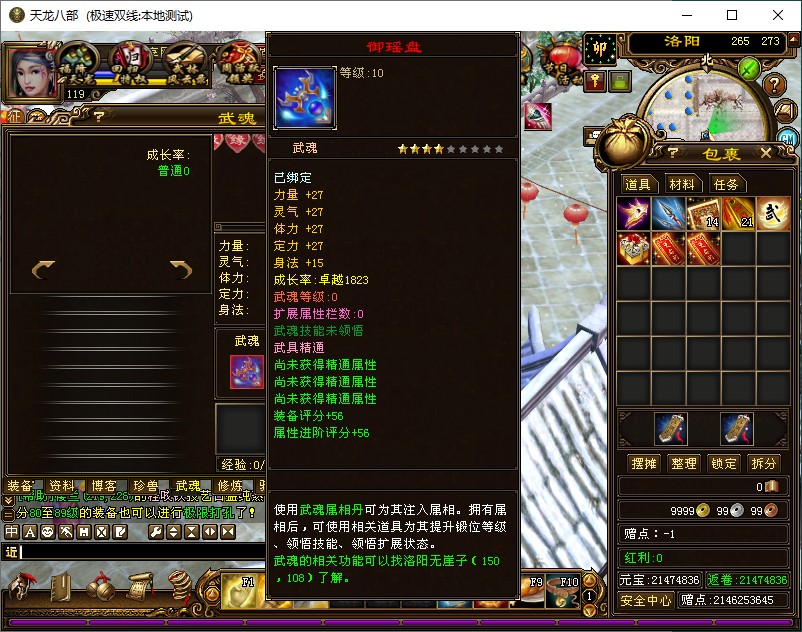 天龙八部 (极速双线:本地测试)
御瑶盘
等级:10
武魂
已绑定
力量 +27
灵气 +27
体力 +27
定力 +27
身法 +15
成长率:卓越1823
武魂等级:0
扩展属性栏数:0
武魂技能未领悟
武具精通
尚未获得精通属性
尚未获得精通属性
尚未获得精通属性
装备评分+56
属性进阶评分+56
使用武魂属相丹可为其注入属相。拥有属
相后，可使用相关道具为其提升锻位等级
、领悟技能、领悟扩展状态。
武魂的相关功能可以找洛阳无崖子（150
，108）了解。
119
征
?
武魂
成长率:
普通0
力量:
灵气:
体力:
定力:
身法:
武魂
经验:0/
装备 资料 博客 珍兽 武魂 修炼
分80至89级的装备也可以进行极限打孔了!
中 A
近
F1
F9
F10
1
卯
洛阳
265 273
北
?
? 包裹
道具 材料 任务
14
21
武
摆摊 整理 锁定 拆分
0
9999 99 99
赠点:-1
红利:0
元宝:21474836 返卷:21474836
安全中心 赠点:2146253645